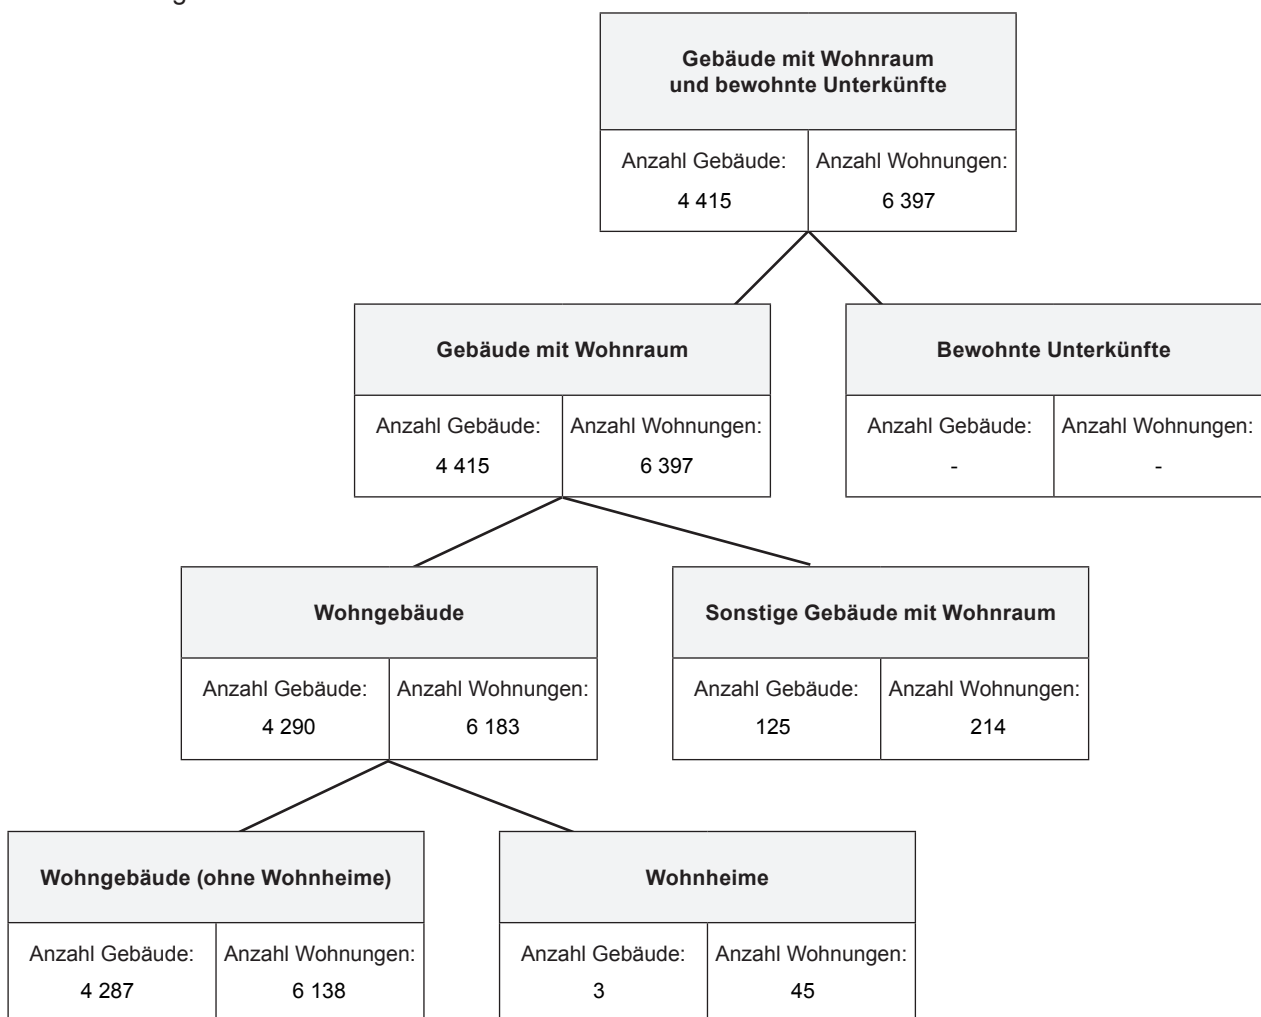 Gebäude mit Wohnraum
und bewohnte Unterkünfte
Anzahl Gebäude: Anzahl Wohnungen:
4 415 6 397
Gebäude mit Wohnraum Bewohnte Unterkünfte
Anzahl Gebäude: Anzahl Wohnungen: Anzahl Gebäude: Anzahl Wohnungen:
4 415 6 397 - -
Wohngebäude Sonstige Gebäude mit Wohnraum
Anzahl Gebäude: Anzahl Wohnungen: Anzahl Gebäude: Anzahl Wohnungen:
4 290 6 183 125 214
Wohngebäude (ohne Wohnheime) Wohnheime
Anzahl Gebäude: Anzahl Wohnungen: Anzahl Gebäude: Anzahl Wohnungen:
4 287 6 138 3 45